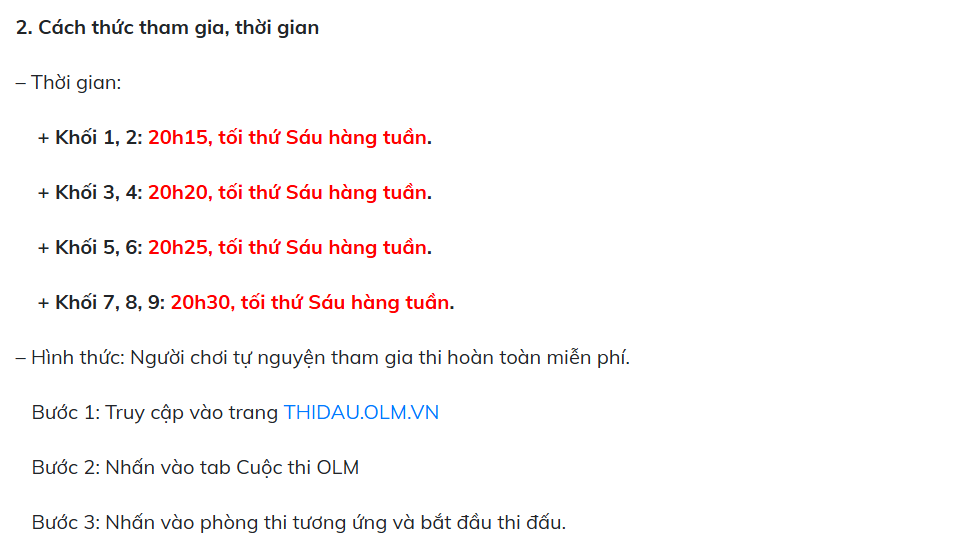 2. Cách thức tham gia, thời gian
– Thời gian:
+ Khối 1, 2: 20h15, tối thứ Sáu hàng tuần.
+ Khối 3, 4: 20h20, tối thứ Sáu hàng tuần.
+ Khối 5, 6: 20h25, tối thứ Sáu hàng tuần.
+ Khối 7, 8, 9: 20h30, tối thứ Sáu hàng tuần.
– Hình thức: Người chơi tự nguyện tham gia thi hoàn toàn miễn phí.
Bước 1: Truy cập vào trang THIDAU.OLM.VN
Bước 2: Nhấn vào tab Cuộc thi OLM
Bước 3: Nhấn vào phòng thi tương ứng và bắt đầu thi đấu.